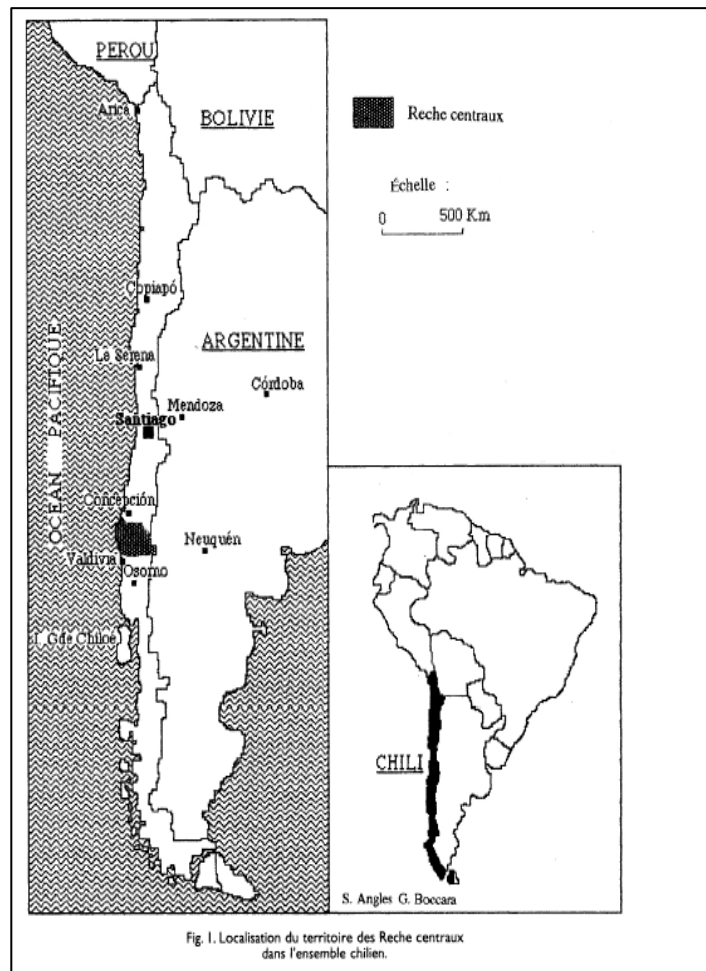 PEROU
Arica
BOLIVIE
Reche centraux
Échelle :
0 500 Km
Copiapó
ARGENTINE
La Serena
Córdoba
Mendoza
Santiago
OCEAN PACIFIQUE
Concepción
Neuquén
Valdivia
Osorno
I. Gde Chiloé
CHILI
S. Angles G. Boccara
Fig. 1. Localisation du territoire des Reche centraux
dans l'ensemble chilien.